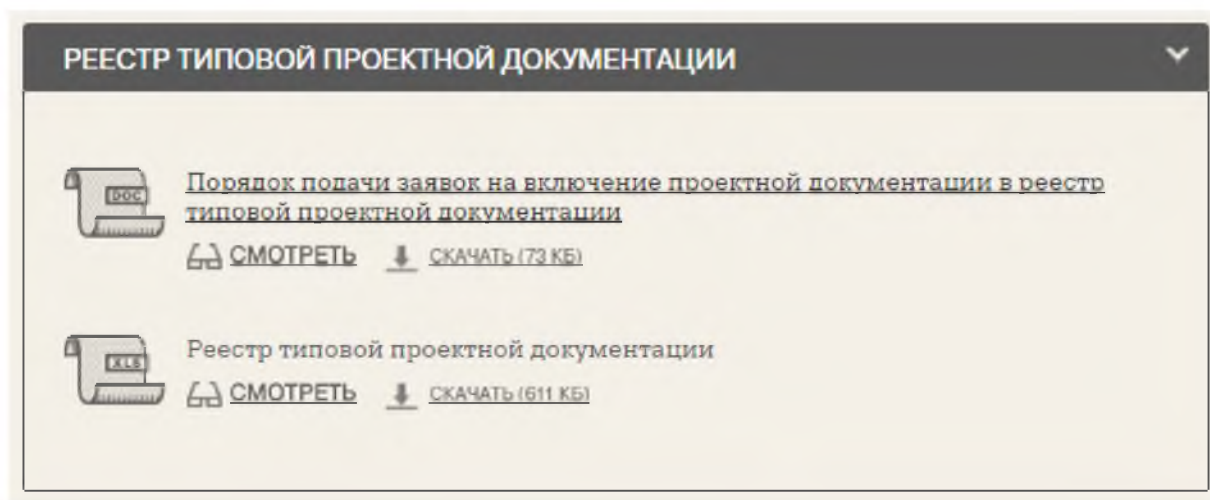 РЕЕСТР ТИПОВОЙ ПРОЕКТНОЙ ДОКУМЕНТАЦИИ
DOC
Порядок подачи заявок на включение проектной документации в реестр
типовой проектной документации
СМОТРЕТЬ СКАЧАТЬ (73 КБ)
XLS
Реестр типовой проектной документации
СМОТРЕТЬ СКАЧАТЬ (611 КБ)